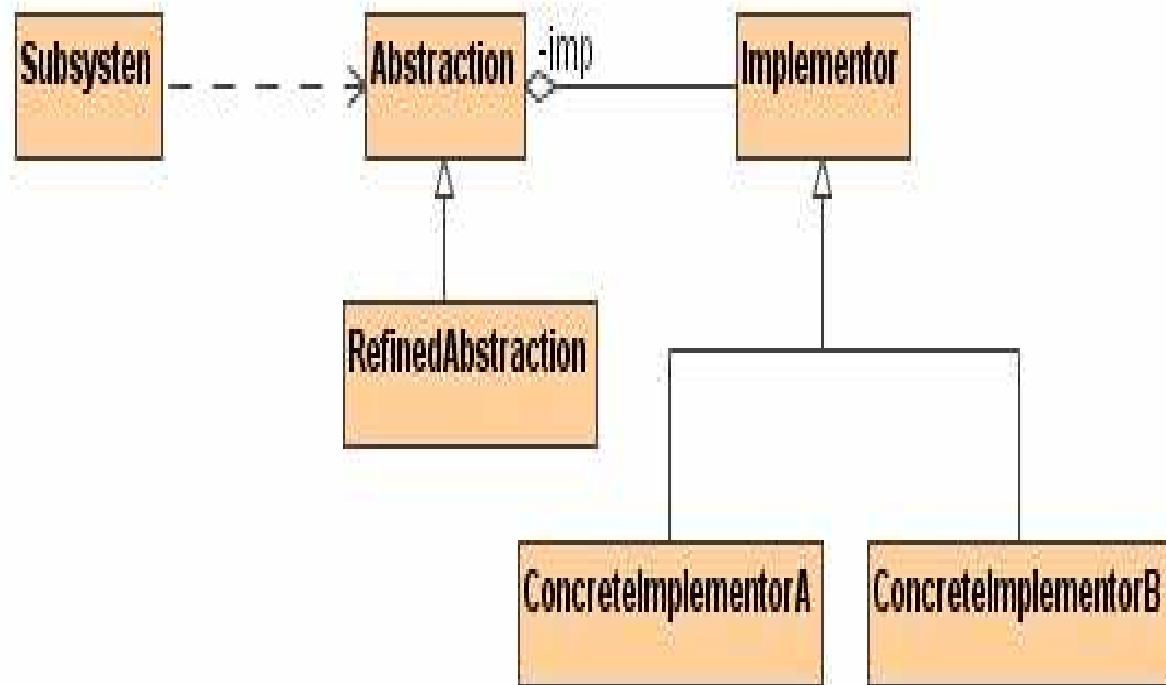 Subsysten
Abstraction
-imp
Implementor
RefinedAbstraction
ConcreteImplementorA
ConcreteImplementorB